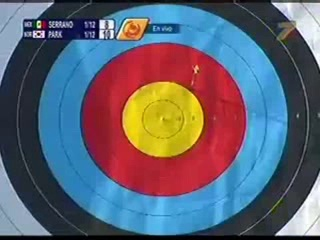 MEX SERRANO 1/12 8 En vivo
KOR PARK 1/12 10
7